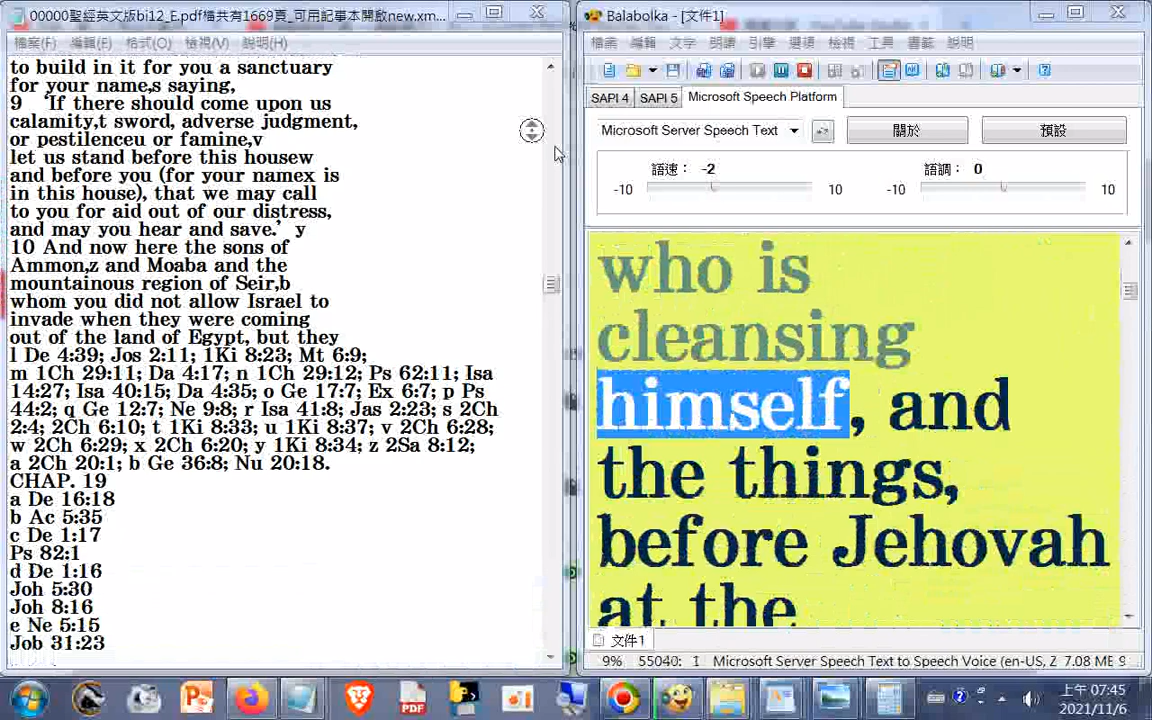 00000聖經英文版bi12_E.pdf檔共有1669頁_可用記事本開啟new.xm...
檔案(F) 編輯(E) 格式(O) 檢視(V) 說明(H)
to build in it for you a sanctuary
for your name,s saying,
9 ‘If there should come upon us
calamity,t sword, adverse judgment,
or pestilenceu or famine,v
let us stand before this housew
and before you (for your namex is
in this house), that we may call
to you for aid out of our distress,
and may you hear and save.’ y
10 And now here the sons of
Ammon,z and Moaba and the
mountainous region of Seir,b
whom you did not allow Israel to
invade when they were coming
out of the land of Egypt, but they
l De 4:39; Jos 2:11; 1Ki 8:23; Mt 6:9;
m 1Ch 29:11; Da 4:17; n 1Ch 29:12; Ps 62:11; Isa
14:27; Isa 40:15; Da 4:35; o Ge 17:7; Ex 6:7; p Ps
44:2; q Ge 12:7; Ne 9:8; r Isa 41:8; Jas 2:23; s 2Ch
2:4; 2Ch 6:10; t 1Ki 8:33; u 1Ki 8:37; v 2Ch 6:28;
w 2Ch 6:29; x 2Ch 6:20; y 1Ki 8:34; z 2Sa 8:12;
a 2Ch 20:1; b Ge 36:8; Nu 20:18.
CHAP. 19
a De 16:18
b Ac 5:35
c De 1:17
Ps 82:1
d De 1:16
Joh 5:30
Joh 8:16
e Ne 5:15
Job 31:23
Balabolka - [文件1]
檔案 編輯 文字 朗讀 引擎 選項 檢視 工具 書籤 說明
SAPI 4 SAPI 5 Microsoft Speech Platform
Microsoft Server Speech Text 關於 預設
語速： -2 語調： 0
-10 10 -10 10
who is
cleansing
himself, and
the things,
before Jehovah
at the
文件1
9% 55040: 1 Microsoft Server Speech Text to Speech Voice (en-US, Z 7.08 MB 9
上午 07:45
2021/11/6